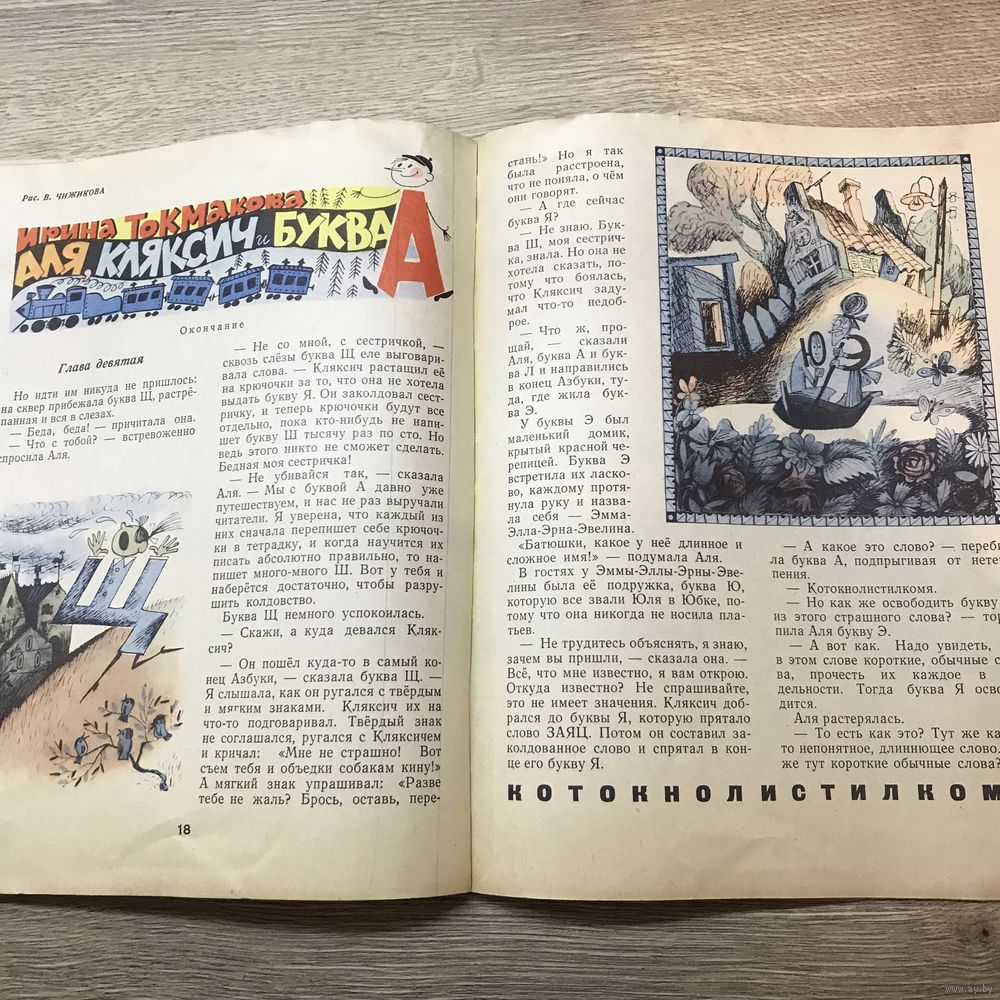 Рис. В. ЧИЖИКОВА
ИРИНА ТОКМАКОВА
АЛЯ, КЛЯКСИЧ и БУКВА А
Окончание
Глава девятая
Но идти им никуда не пришлось:
на сквер прибежала буква Щ, растрё-
панная и вся в слезах.
— Беда, беда! — причитала она.
— Что с тобой? — встревоженно
спросила Аля.
Щ
— Не со мной, с сестричкой, —
сквозь слёзы буква Щ еле выговари-
вала слова. — Кляксич растащил её
на крючочки за то, что она не хотела
выдать букву Я. Он заколдовал сест-
ричку, и теперь крючочки будут все
отдельно, пока кто-нибудь не напи-
шет букву Ш тысячу раз по сто. Но
ведь этого никто не сможет сделать.
Бедная моя сестричка!
— Не убивайся так, — сказала
Аля. — Мы с буквой А давно уже
путешествуем, и нас не раз выручали
читатели. Я уверена, что каждый из
них сначала перепишет себе крючоч-
ки в тетрадку, и когда научится их
писать абсолютно правильно, то на-
пишет много-много Ш. Вот у тебя и
наберётся достаточно, чтобы разру-
шить колдовство.
Буква Щ немного успокоилась.
— Скажи, а куда девался Кляк-
сич?
— Он пошёл куда-то в самый ко-
нец Азбуки, — сказала буква Щ. —
Я слышала, как он ругался с твёрдым
и мягким знаками. Кляксич их на
что-то подговаривал. Твёрдый знак
не соглашался, ругался с Кляксичем
и кричал: «Мне не страшно! Вот
съем тебя и объедки собакам кину!»
А мягкий знак упрашивал: «Разве
тебе не жаль? Брось, оставь, пере-
18
стань!» Но я так
была расстроена,
что не поняла, о чём
они говорят.
— А где сейчас
буква Я?
— Не знаю. Бук-
ва Ш, моя сестрич-
ка, знала. Но она не
хотела сказать, по-
тому что боялась,
что Кляксич заду-
мал что-то недоб-
рое.
— Что ж, про-
щай, — сказали
Аля, буква А и бук-
ва Л и направились
в конец Азбуки, ту-
да, где жила бук-
ва Э.
У буквы Э был
маленький домик,
крытый красной че-
репицей. Буква Э
встретила их ласко-
во, каждому протя-
нула руку и назва-
ла себя — Эмма-
Элла-Эрна-Эвелина.
«Батюшки, какое у неё длинное и
сложное имя!» — подумала Аля.
В гостях у Эммы-Эллы-Эрны-Эве-
лины была её подружка, буква Ю,
которую все звали Юля в Юбке, по-
тому что она никогда не носила пла-
тьев.
— Не трудитесь объяснять, я знаю,
зачем вы пришли, — сказала она. —
Всё, что мне известно, я вам открою.
Откуда известно? Не спрашивайте,
это не имеет значения. Кляксич доб-
рался до буквы Я, которую прятало
слово ЗАЯЦ. Потом он составил за-
колдованное слово и спрятал в кон-
це его букву Я.
Ю Э
— А какое это слово? — переби-
ла буква А, подпрыгивая от нете
пения.
— Котокнолистилкомя.
— Но как же освободить букву
из этого страшного слова? — тор
пила Аля букву Э.
— А вот как. Надо увидеть,
в этом слове короткие, обычные с
ва, прочесть их каждое в
дельности. Тогда буква Я осво
дится.
Аля растерялась.
— То есть как это? Тут же ка
то непонятное, длиннющее слово.
же тут короткие обычные слова?
КОТОКНОЛИСТИЛКОМ
www.ay.by